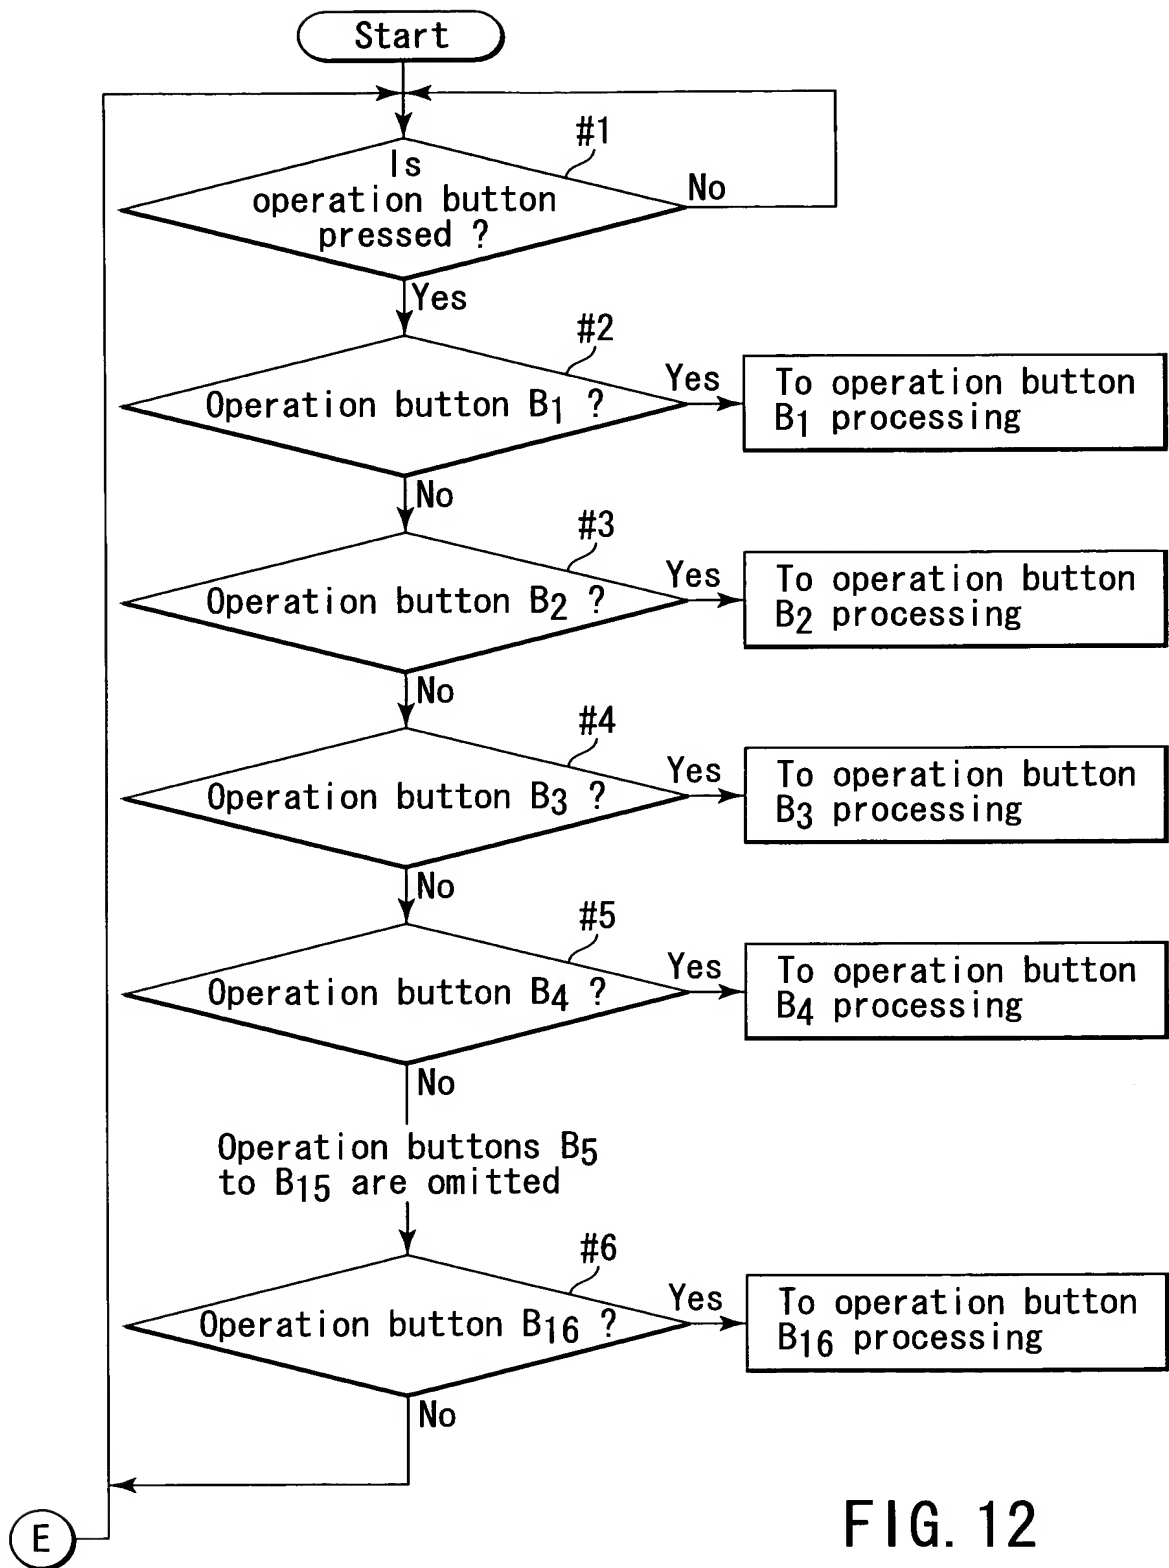 Start
#1
Is
operation button
pressed ?
No
Yes
#2
Operation button B1 ?
Yes
To operation button
B1 processing
No
#3
Operation button B2 ?
Yes
To operation button
B2 processing
No
#4
Operation button B3 ?
Yes
To operation button
B3 processing
No
#5
Operation button B4 ?
Yes
To operation button
B4 processing
No
Operation buttons B5
to B15 are omitted
#6
Operation button B16 ?
Yes
To operation button
B16 processing
No
E
FIG. 12